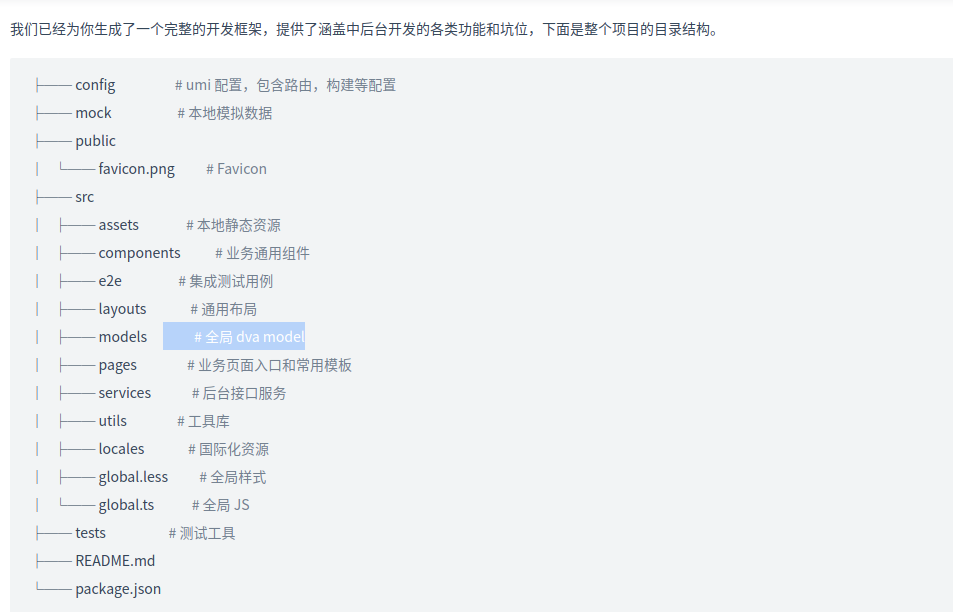 我们已经为你生成了一个完整的开发框架，提供了涵盖中后台开发的各类功能和坑位，下面是整个项目的目录结构。
├── config # umi 配置，包含路由，构建等配置
├── mock # 本地模拟数据
├── public
│ └── favicon.png # Favicon
├── src
│ ├── assets # 本地静态资源
│ ├── components # 业务通用组件
│ ├── e2e # 集成测试用例
│ ├── layouts # 通用布局
│ ├── models # 全局 dva model
│ ├── pages # 业务页面入口和常用模板
│ ├── services # 后台接口服务
│ ├── utils # 工具库
│ ├── locales # 国际化资源
│ ├── global.less # 全局样式
│ └── global.ts # 全局 JS
├── tests # 测试工具
├── README.md
└── package.json